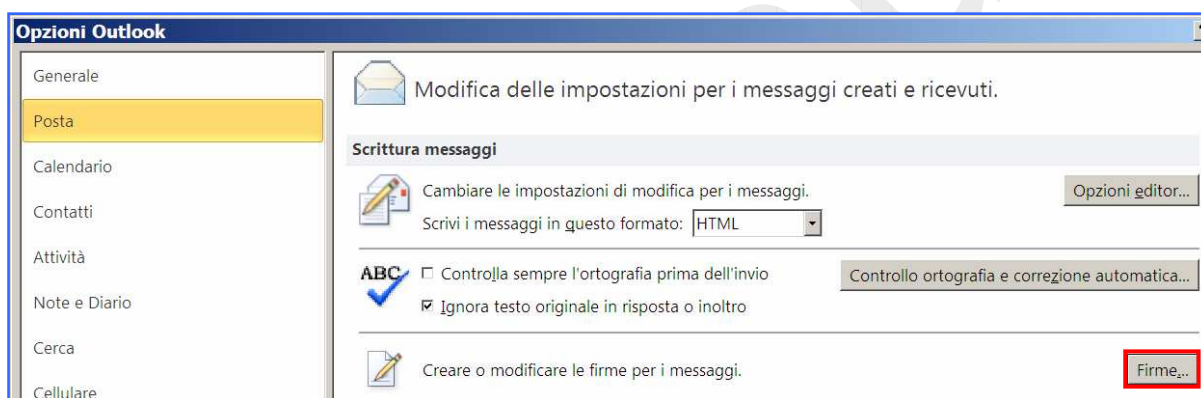 Opzioni Outlook
Generale
Posta
Calendario
Contatti
Attività
Note e Diario
Cerca
Cellulare
Modifica delle impostazioni per i messaggi creati e ricevuti.
Scrittura messaggi
Cambiare le impostazioni di modifica per i messaggi.
Opzioni editor...
Scrivi i messaggi in questo formato: HTML
ABC
Controlla sempre l'ortografia prima dell'invio
Controllo ortografia e correzione automatica...
Ignora testo originale in risposta o inoltro
Creare o modificare le firme per i messaggi.
Firme...